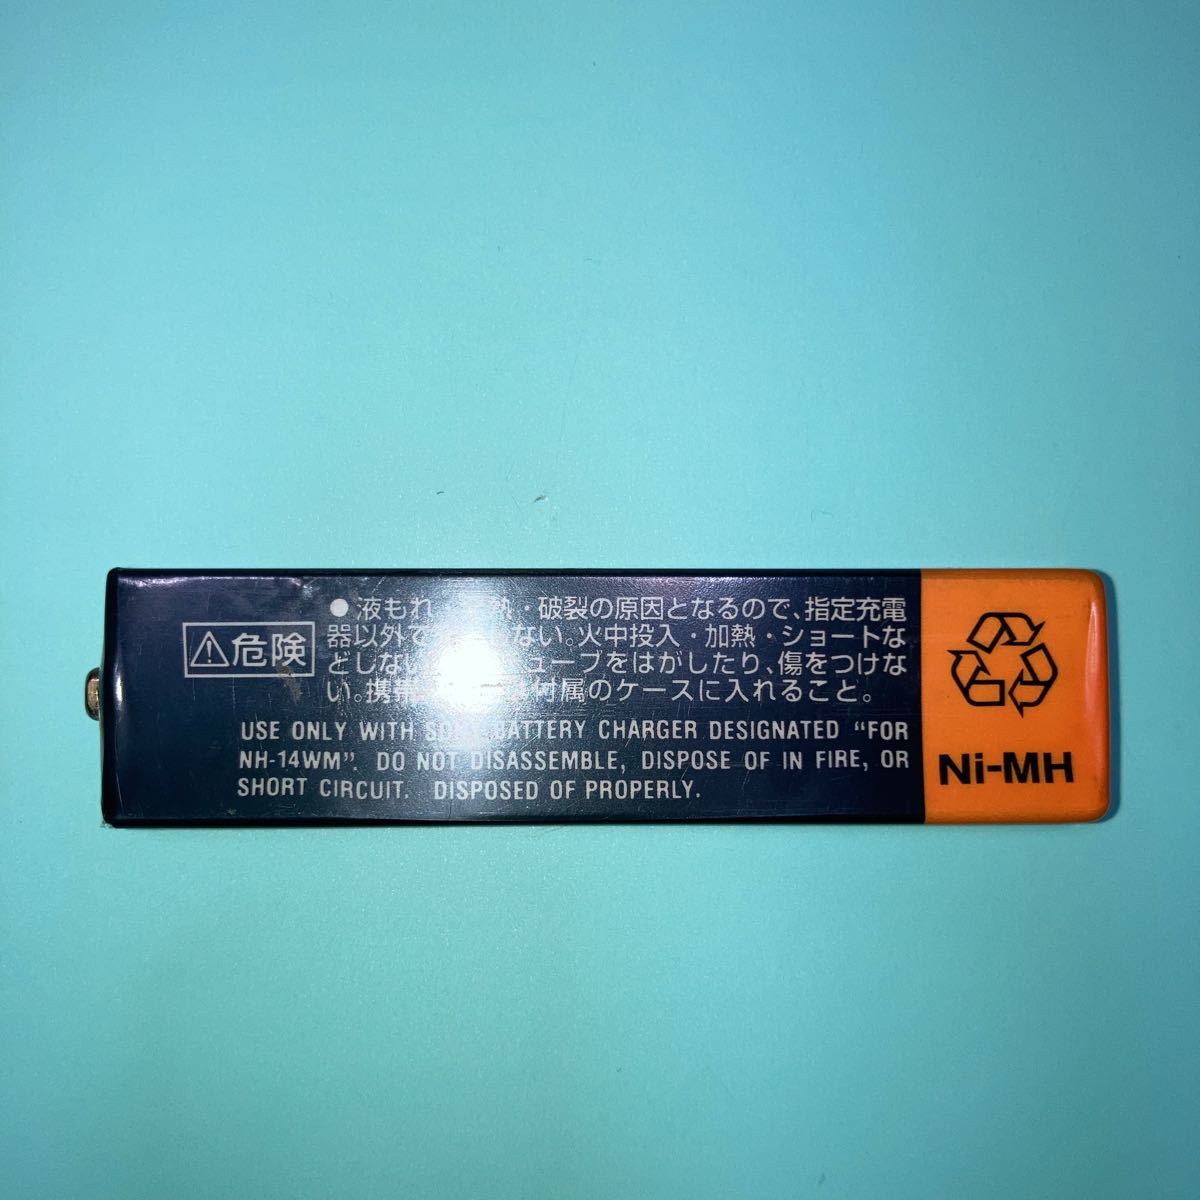 ⚠危険
●液もれ 熱・破裂の原因となるので、指定充電
器以外で ない。火中投入・加熱・ショートな
どしない ューブをはがしたり、傷をつけな
い。携帯 付属のケースに入れること。
USE ONLY WITH BATTERY CHARGER DESIGNATED "FOR
NH-14WM". DO NOT DISASSEMBLE, DISPOSE OF IN FIRE, OR
SHORT CIRCUIT. DISPOSED OF PROPERLY.
Ni-MH